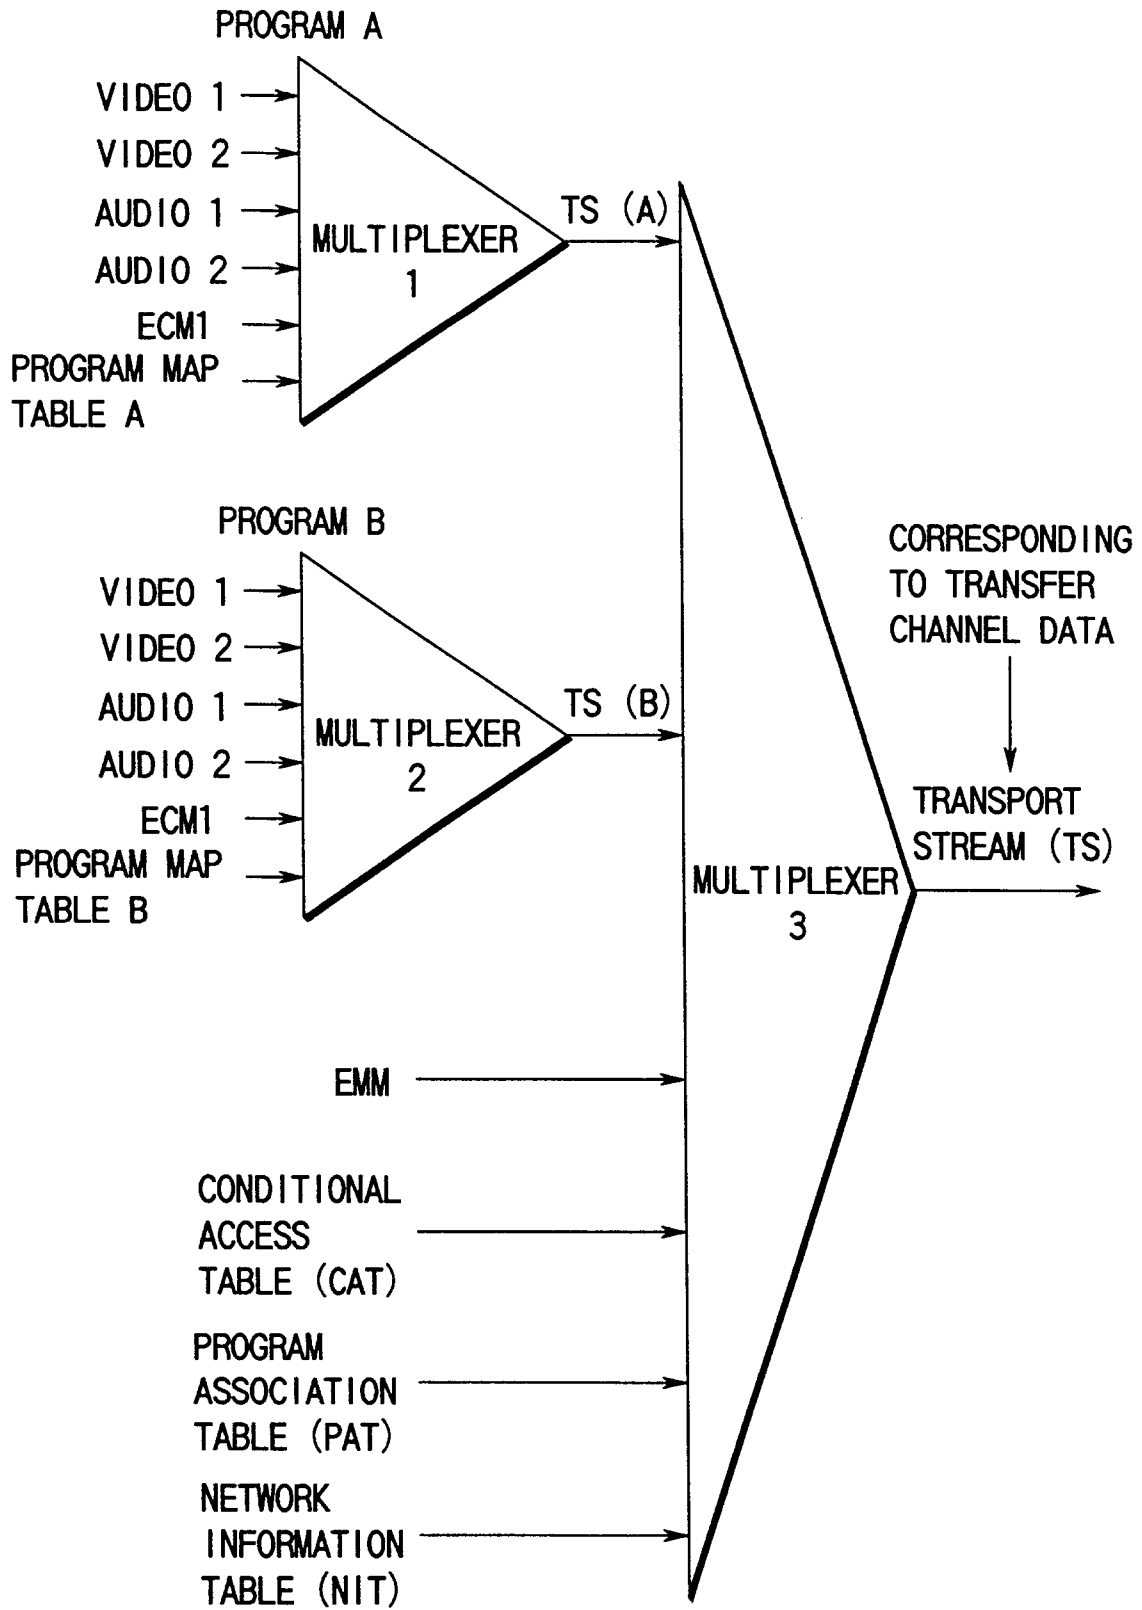 PROGRAM A
VIDEO 1
VIDEO 2
AUDIO 1
AUDIO 2
ECM1
PROGRAM MAP
TABLE A
MULTIPLEXER
1
TS (A)
PROGRAM B
VIDEO 1
VIDEO 2
AUDIO 1
AUDIO 2
ECM1
PROGRAM MAP
TABLE B
MULTIPLEXER
2
TS (B)
EMM
CONDITIONAL
ACCESS
TABLE (CAT)
PROGRAM
ASSOCIATION
TABLE (PAT)
NETWORK
INFORMATION
TABLE (NIT)
MULTIPLEXER
3
CORRESPONDING
TO TRANSFER
CHANNEL DATA
TRANSPORT
STREAM (TS)